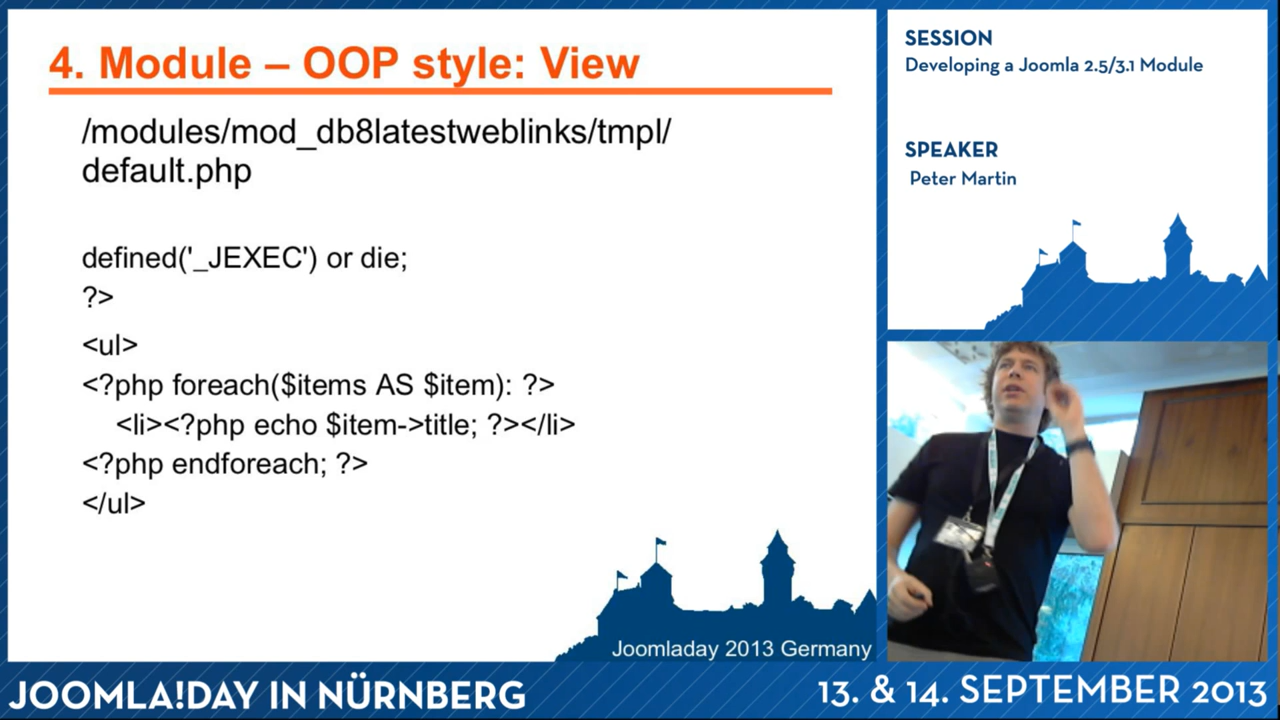 4. Module – OOP style: View
/modules/mod_db8latestweblinks/tmpl/
default.php
defined('_JEXEC') or die;
?>
<ul>
<?php foreach($items AS $item): ?>
<li><?php echo $item->title; ?></li>
<?php endforeach; ?>
</ul>
Joomladay 2013 Germany
SESSION
Developing a Joomla 2.5/3.1 Module
SPEAKER
Peter Martin
JOOMLA!DAY IN NÜRNBERG
13. & 14. SEPTEMBER 2013